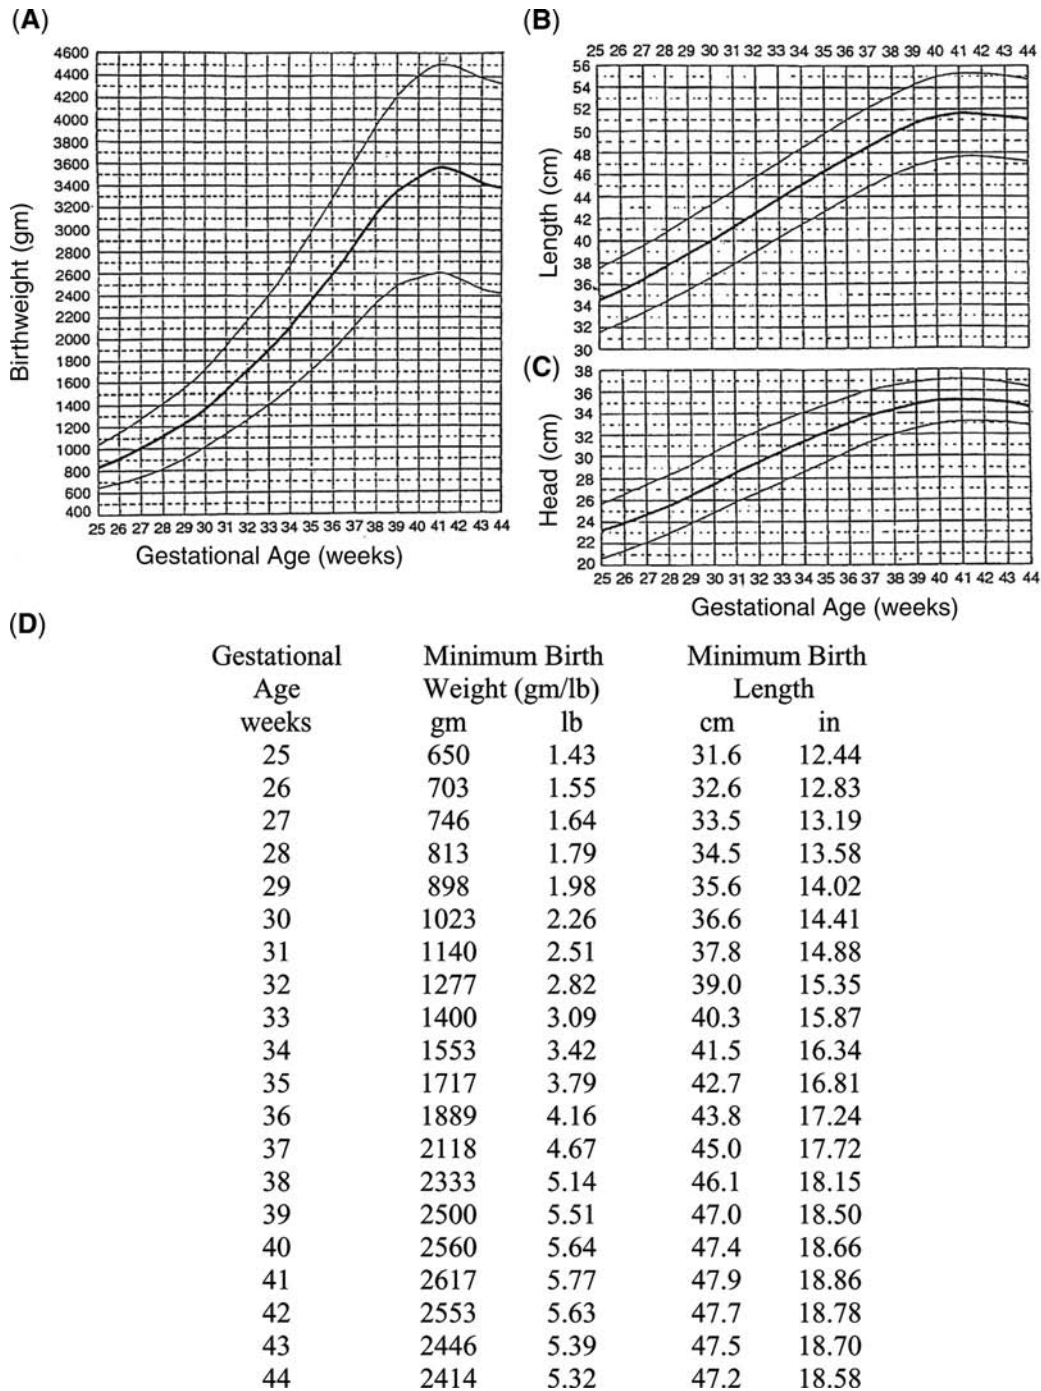 (A)
4600
4400
4200
4000
3800
3600
3400
3200
3000
2800
2600
2400
2200
2000
1800
1600
1400
1200
1000
800
600
400
25 26 27 28 29 30 31 32 33 34 35 36 37 38 39 40 41 42 43 44
Birthweight (gm)
Gestational Age (weeks)
(B)
25 26 27 28 29 30 31 32 33 34 35 36 37 38 39 40 41 42 43 44
56
54
52
50
48
46
44
42
40
38
36
34
32
30
Length (cm)
(C)
38
36
34
32
30
28
26
24
22
20
Head (cm)
25 26 27 28 29 30 31 32 33 34 35 36 37 38 39 40 41 42 43 44
Gestational Age (weeks)
(D)
Gestational Minimum Birth Minimum Birth
Age Weight (gm/lb) Length
weeks gm lb cm in
25 650 1.43 31.6 12.44
26 703 1.55 32.6 12.83
27 746 1.64 33.5 13.19
28 813 1.79 34.5 13.58
29 898 1.98 35.6 14.02
30 1023 2.26 36.6 14.41
31 1140 2.51 37.8 14.88
32 1277 2.82 39.0 15.35
33 1400 3.09 40.3 15.87
34 1553 3.42 41.5 16.34
35 1717 3.79 42.7 16.81
36 1889 4.16 43.8 17.24
37 2118 4.67 45.0 17.72
38 2333 5.14 46.1 18.15
39 2500 5.51 47.0 18.50
40 2560 5.64 47.4 18.66
41 2617 5.77 47.9 18.86
42 2553 5.63 47.7 18.78
43 2446 5.39 47.5 18.70
44 2414 5.32 47.2 18.58